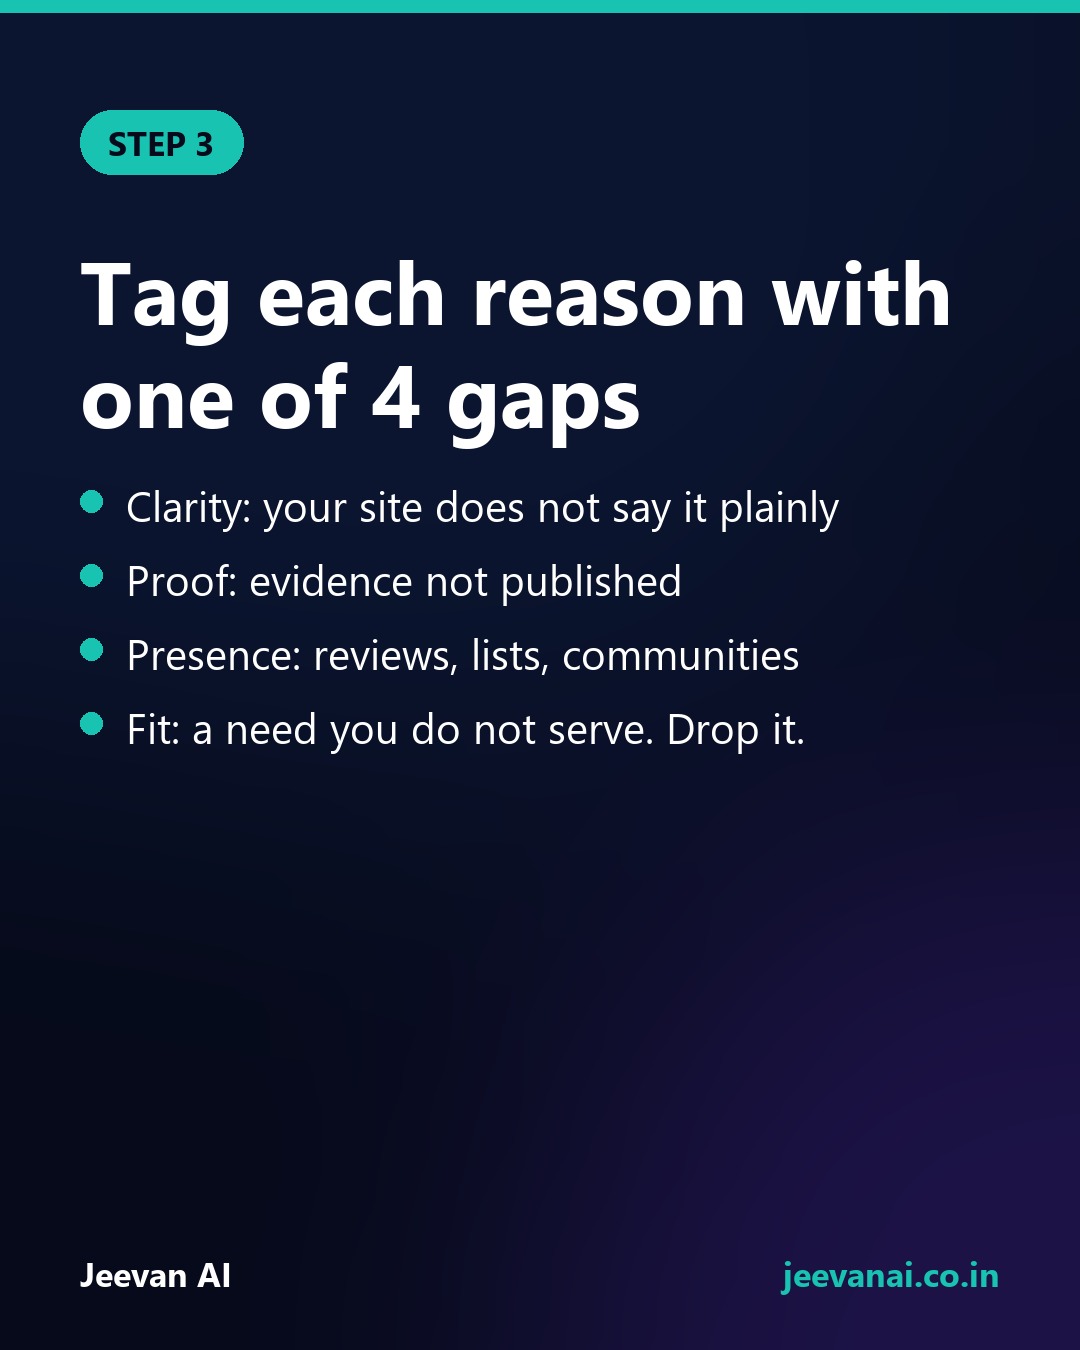 STEP 3
Tag each reason with
one of 4 gaps
Clarity: your site does not say it plainly
Proof: evidence not published
Presence: reviews, lists, communities
Fit: a need you do not serve. Drop it.
Jeevan AI
jeevanai.co.in